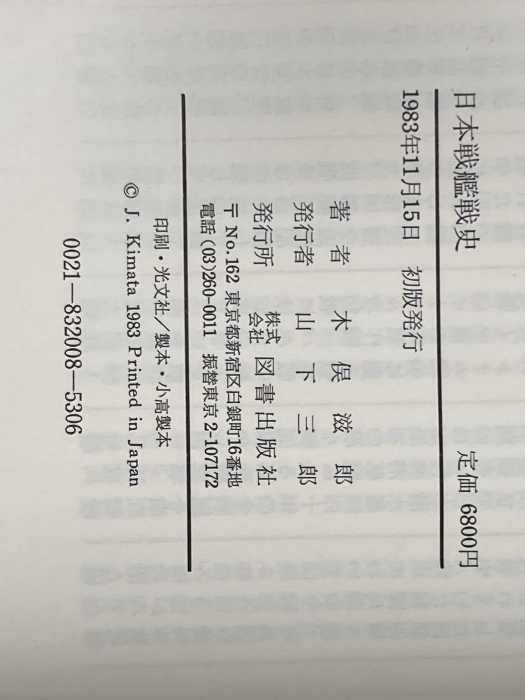 日本戦艦戦史 定価 6800円
1983年11月15日 初版発行
著者 木俣滋郎
発行者 山下三郎
発行所 株式会社 図書出版社
〒 No.162 東京都新宿区白銀町16番地
電話 (03)260-0011 振替東京 2-107172
印刷・光文社／製本・小高製本
© J. Kimata 1983 Printed in Japan
0021―832008―5306